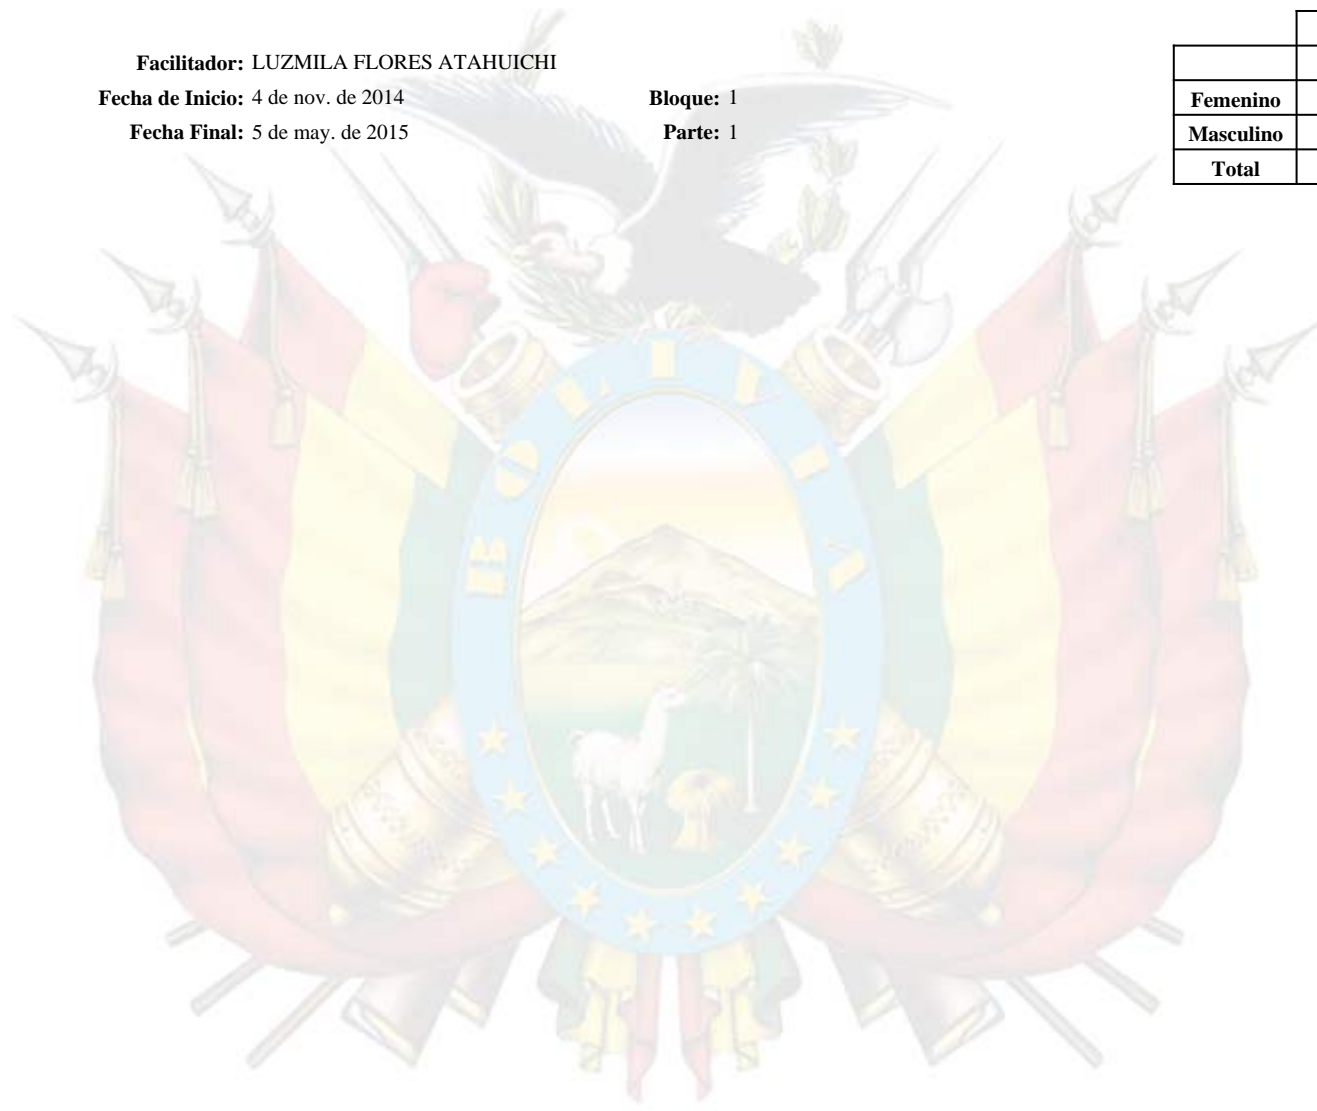 Facilitador: LUZMILA FLORES ATAHUICHI
Fecha de Inicio: 4 de nov. de 2014 Bloque: 1
Fecha Final: 5 de may. de 2015 Parte: 1
Femenino
Masculino
Total
BOLIVIA